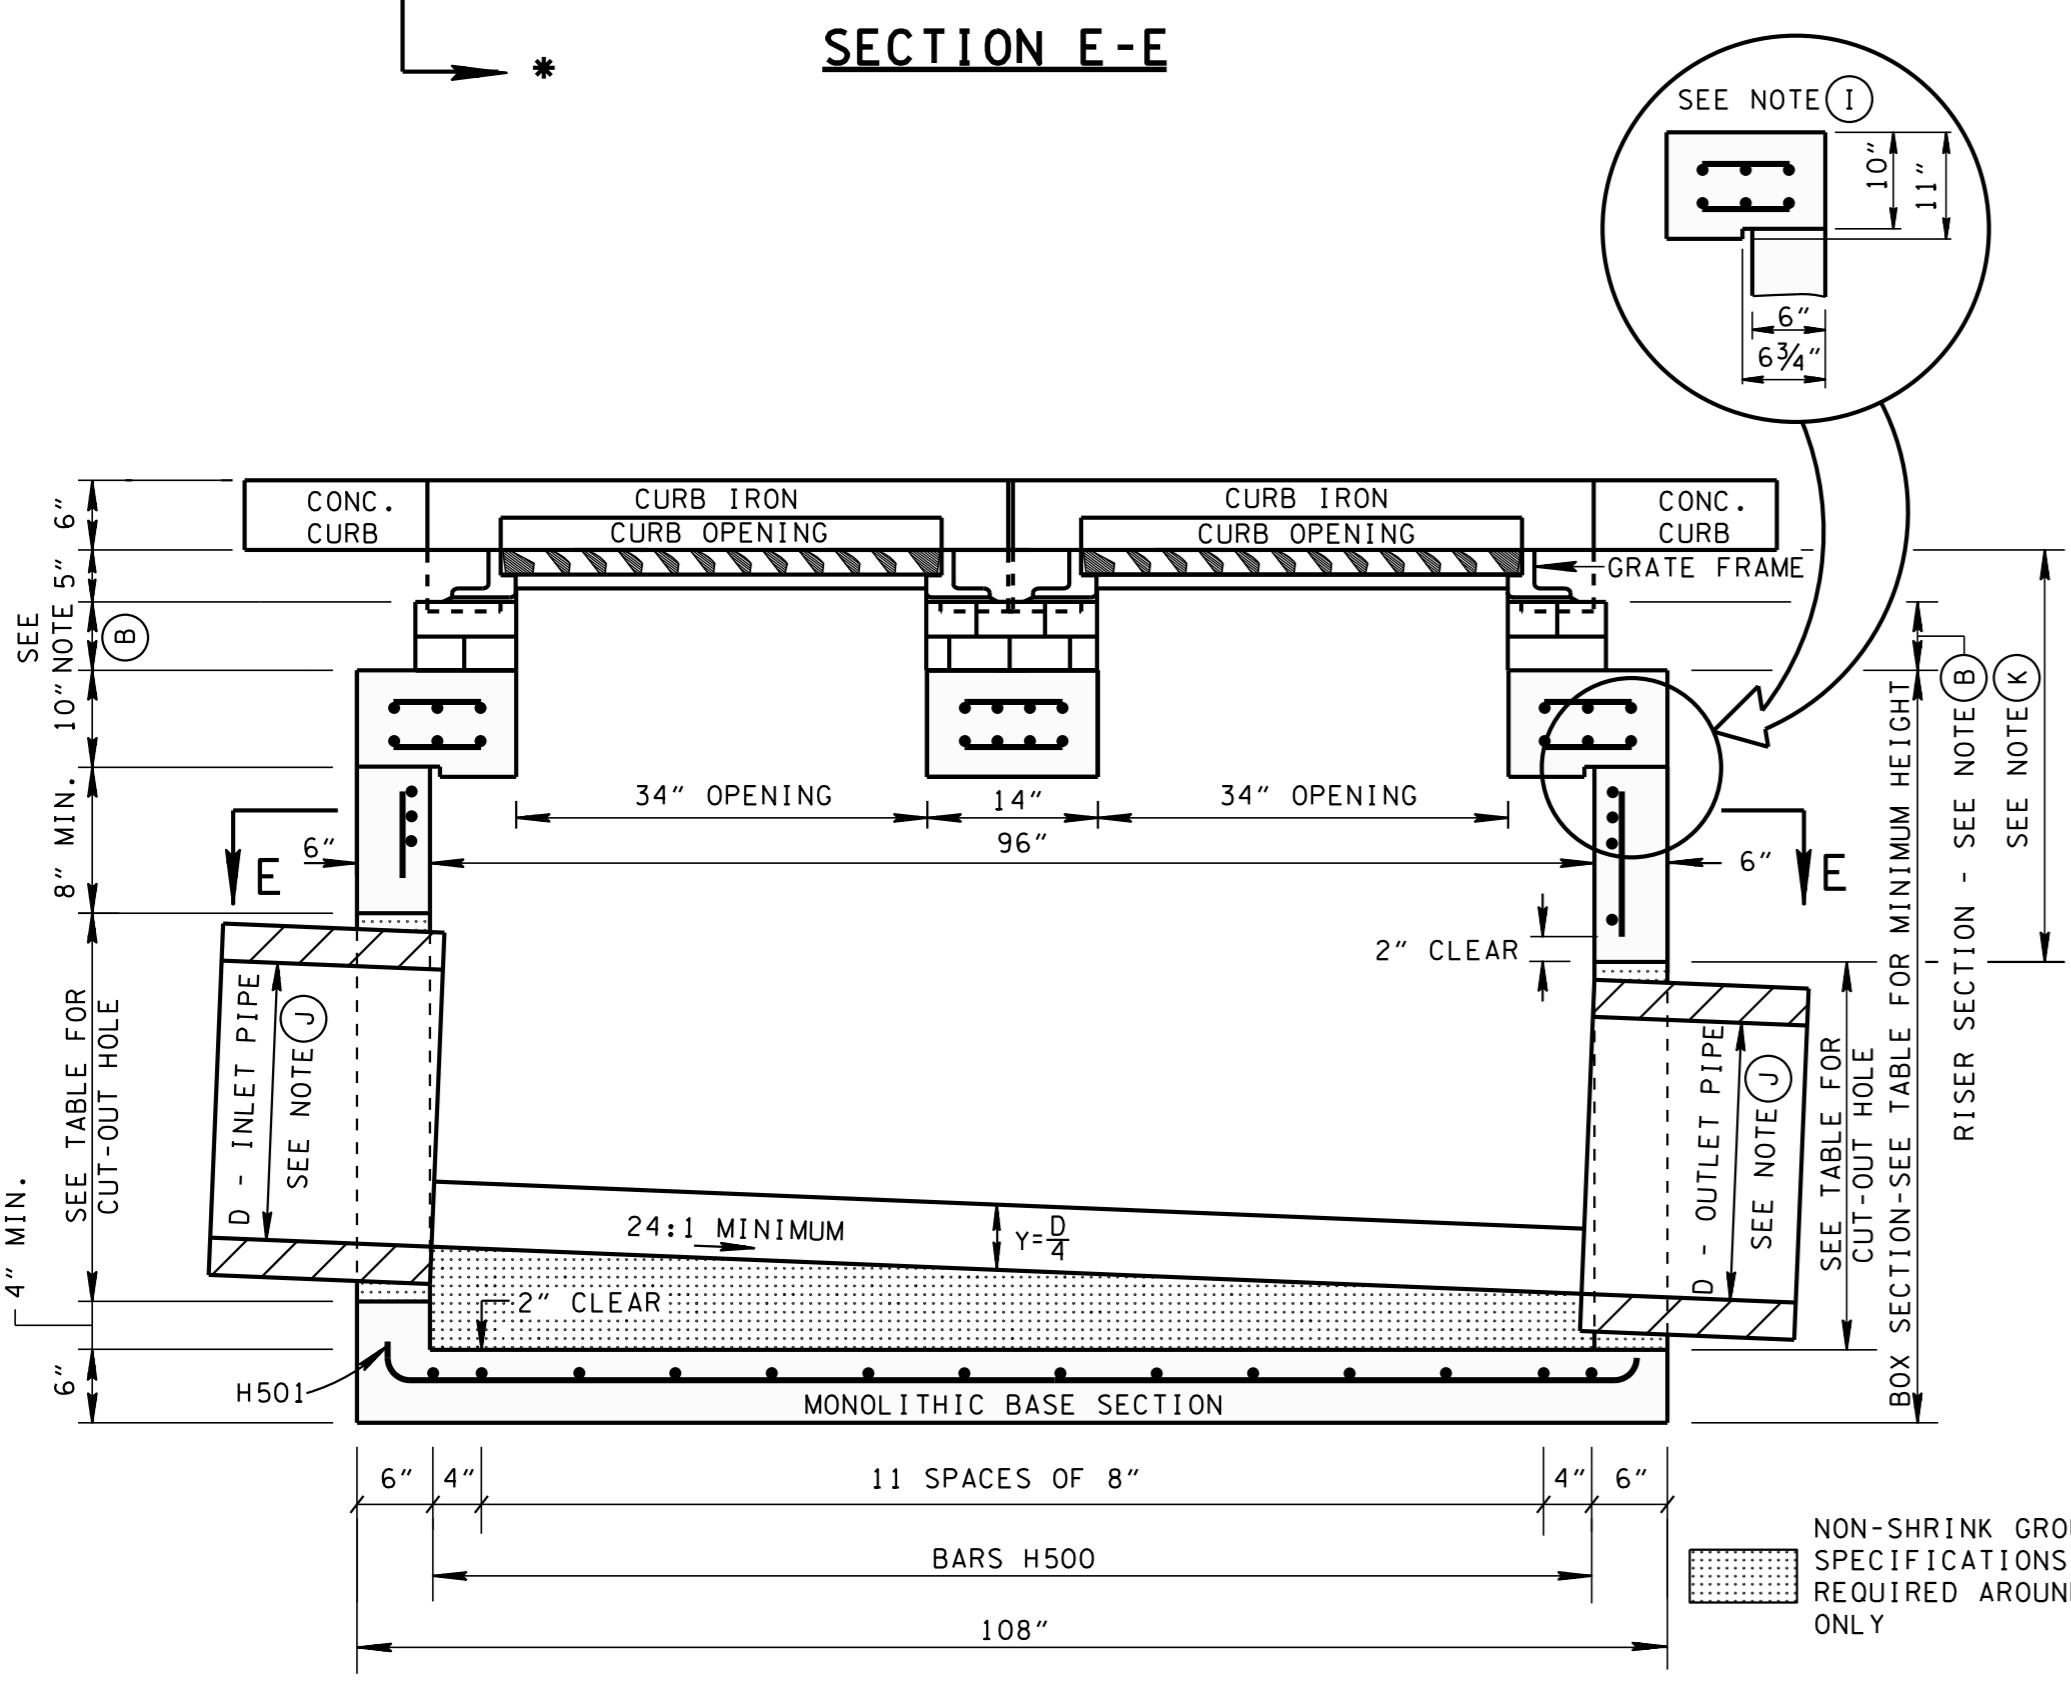 SECTION E-E
*
SEE NOTE I
10"
11"
6"
6 3/4"
CONC.
CURB
CURB IRON
CURB OPENING
CURB IRON
CURB OPENING
CONC.
CURB
GRATE FRAME
6"
5"
SEE
NOTE
B
10"
8" MIN.
SEE TABLE FOR
CUT-OUT HOLE
4" MIN.
6"
34" OPENING
14"
34" OPENING
96"
6"
6"
E
E
2" CLEAR
D - INLET PIPE
SEE NOTE J
D - OUTLET PIPE
SEE NOTE J
SEE TABLE FOR
CUT-OUT HOLE
BOX SECTION-SEE TABLE FOR MINIMUM HEIGHT
RISER SECTION - SEE NOTE B
SEE NOTE K
24:1 MINIMUM
Y=D/4
2" CLEAR
H501
MONOLITHIC BASE SECTION
6"
4"
11 SPACES OF 8"
4"
6"
BARS H500
108"
NON-SHRINK GROU
SPECIFICATIONS
REQUIRED AROUN
ONLY